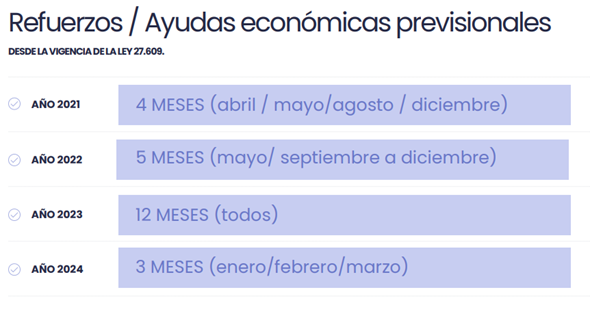 Refuerzos / Ayudas económicas previsionales
DESDE LA VIGENCIA DE LA LEY 27.609.
AÑO 2021 4 MESES (abril / mayo/agosto / diciembre)
AÑO 2022 5 MESES (mayo/ septiembre a diciembre)
AÑO 2023 12 MESES (todos)
AÑO 2024 3 MESES (enero/febrero/marzo)